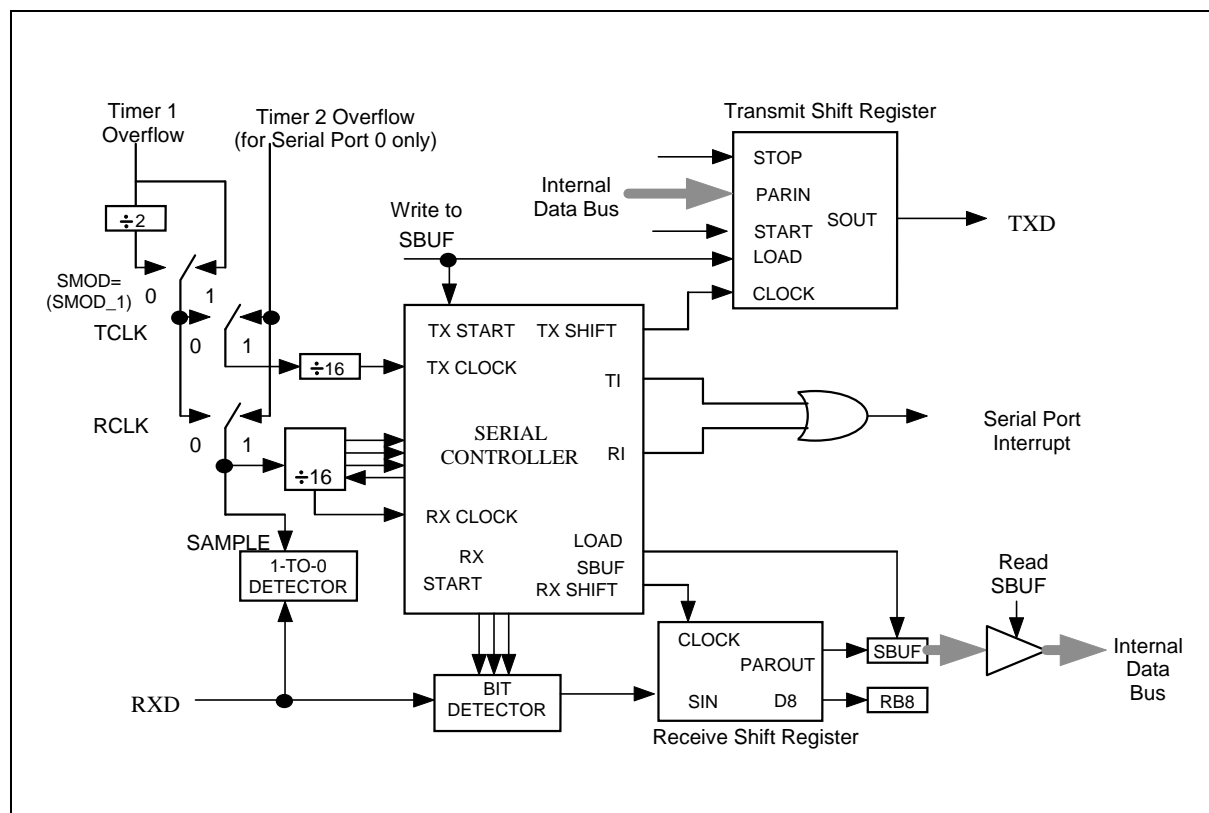 Timer 1
Overflow
Timer 2 Overflow
(for Serial Port 0 only)
÷2
SMOD=
(SMOD_1)
0
1
TCLK
0
1
÷16
RCLK
0
1
÷16
SAMPLE
1-TO-0
DETECTOR
RXD
BIT
DETECTOR
Write to
SBUF
TX START
TX SHIFT
TX CLOCK
TI
SERIAL
CONTROLLER
RI
RX CLOCK
LOAD
SBUF
RX
START
RX SHIFT
Transmit Shift Register
Internal
Data Bus
STOP
PARIN
SOUT
START
LOAD
CLOCK
TXD
Serial Port
Interrupt
CLOCK
PAROUT
SIN
D8
Receive Shift Register
SBUF
RB8
Read
SBUF
Internal
Data
Bus